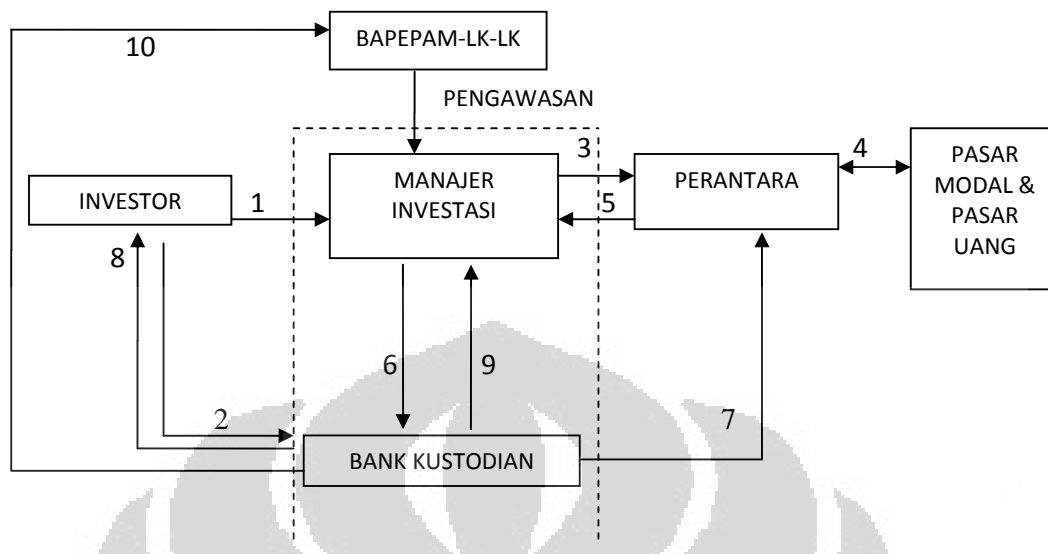 10
BAPEPAM-LK-LK
PENGAWASAN
INVESTOR
1
MANAJER
INVESTASI
3
5
PERANTARA
4
PASAR
MODAL &
PASAR
UANG
8
2
6
9
7
BANK KUSTODIAN